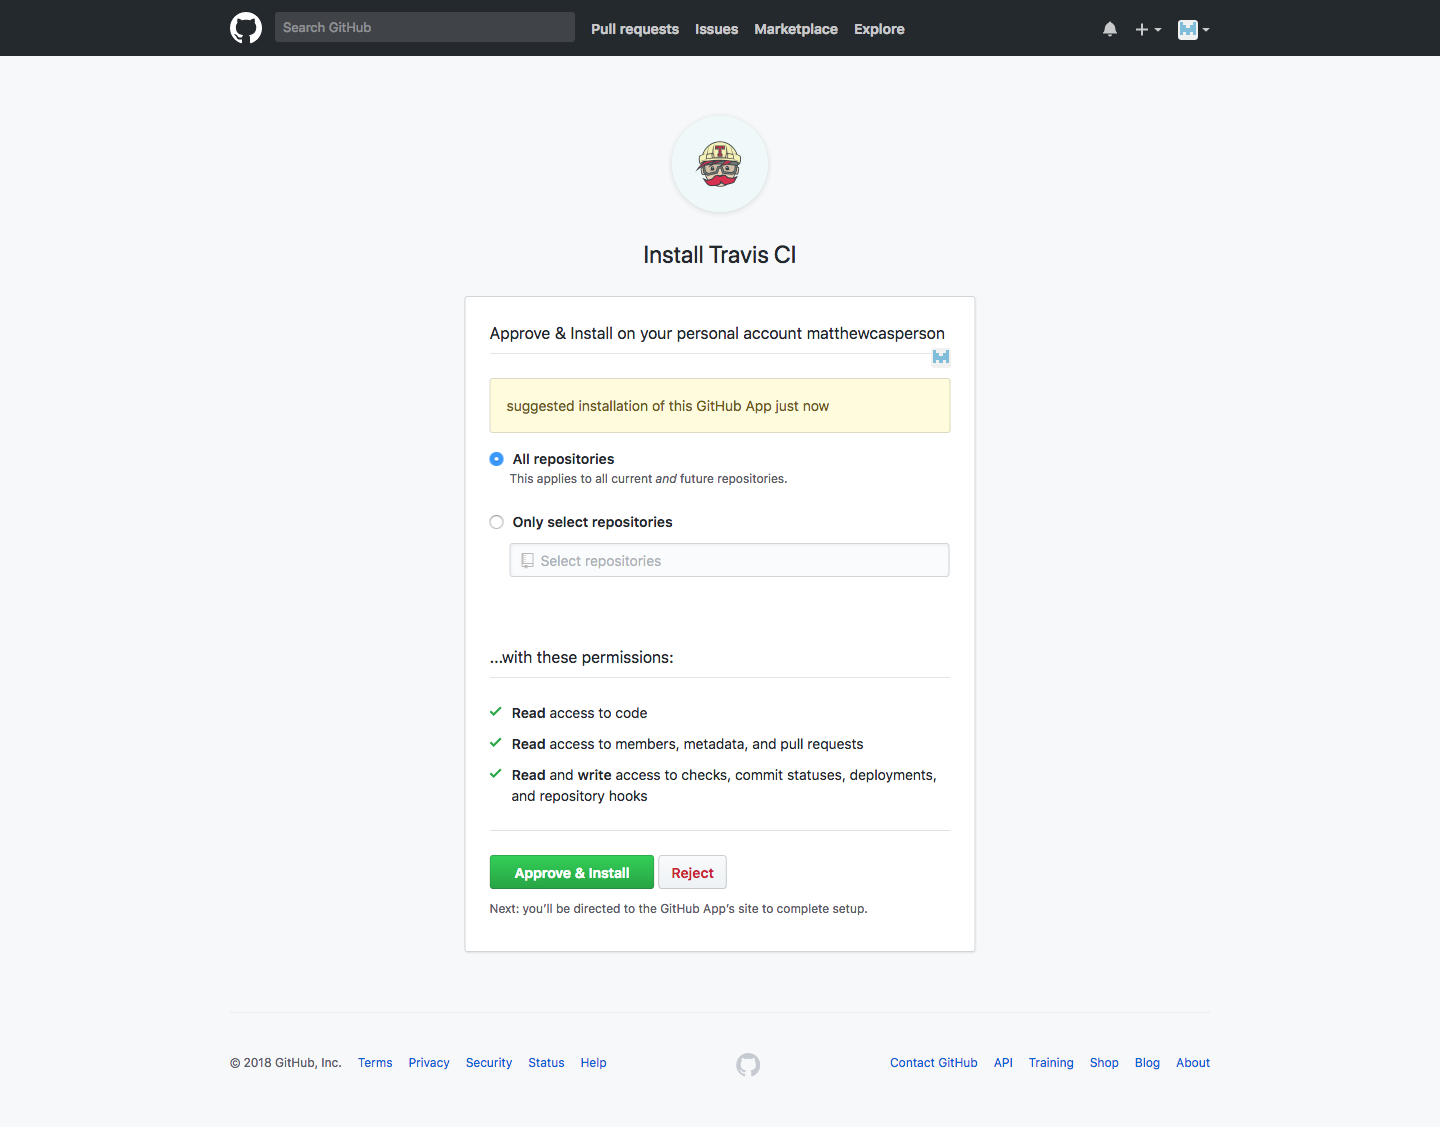 Search GitHub
Pull requests Issues Marketplace Explore
T
Install Travis CI
Approve & Install on your personal account matthewcasperson
suggested installation of this GitHub App just now
All repositories
This applies to all current and future repositories.
Only select repositories
Select repositories
...with these permissions:
Read access to code
Read access to members, metadata, and pull requests
Read and write access to checks, commit statuses, deployments,
and repository hooks
Approve & Install Reject
Next: you’ll be directed to the GitHub App’s site to complete setup.
© 2018 GitHub, Inc. Terms Privacy Security Status Help Contact GitHub API Training Shop Blog About